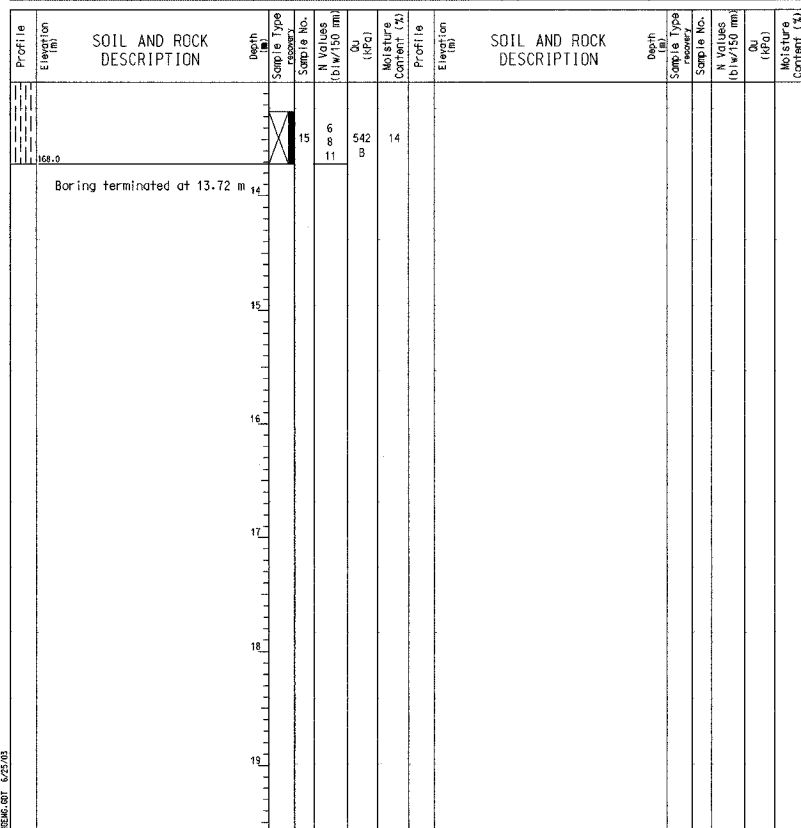 Profile
Elevation
(m)
SOIL AND ROCK
DESCRIPTION
Depth
(m)
Sample Type
recovery
Sample No.
N Values
(blw/150 mm)
Qu
(kPa)
Moisture
Content (%)
Profile
Elevation
(m)
SOIL AND ROCK
DESCRIPTION
Depth
(m)
Sample Type
recovery
Sample No.
N Values
(blw/150 mm)
Qu
(kPa)
Moisture
Content (%)
15
6
8
11
542
B
14
168.0
Boring terminated at 13.72 m
14
15
16
17
18
19
6/25/03